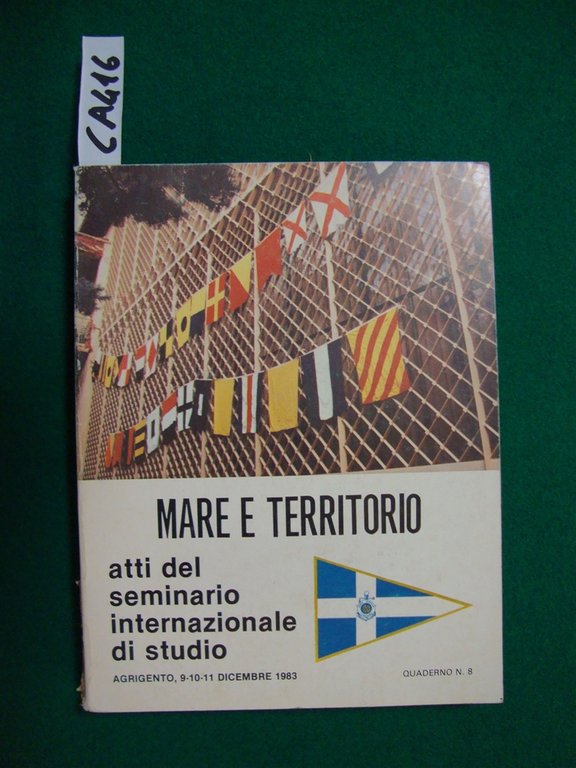 CA416
MARE E TERRITORIO
atti del
seminario
internazionale
di studio
AGRIGENTO, 9-10-11 DICEMBRE 1983
QUADERNO N. 8